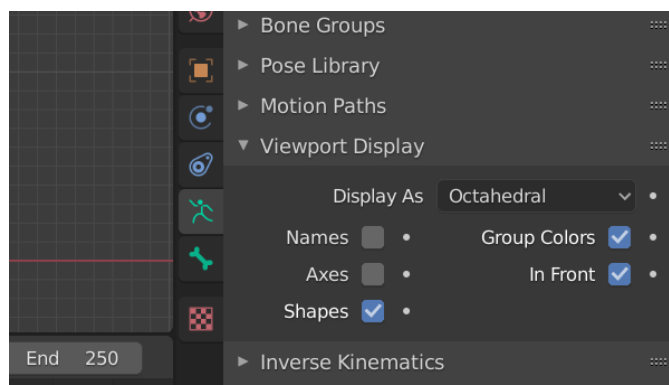 Bone Groups
Pose Library
Motion Paths
Viewport Display
Display As Octahedral
Names Group Colors
Axes In Front
Shapes
End 250
Inverse Kinematics